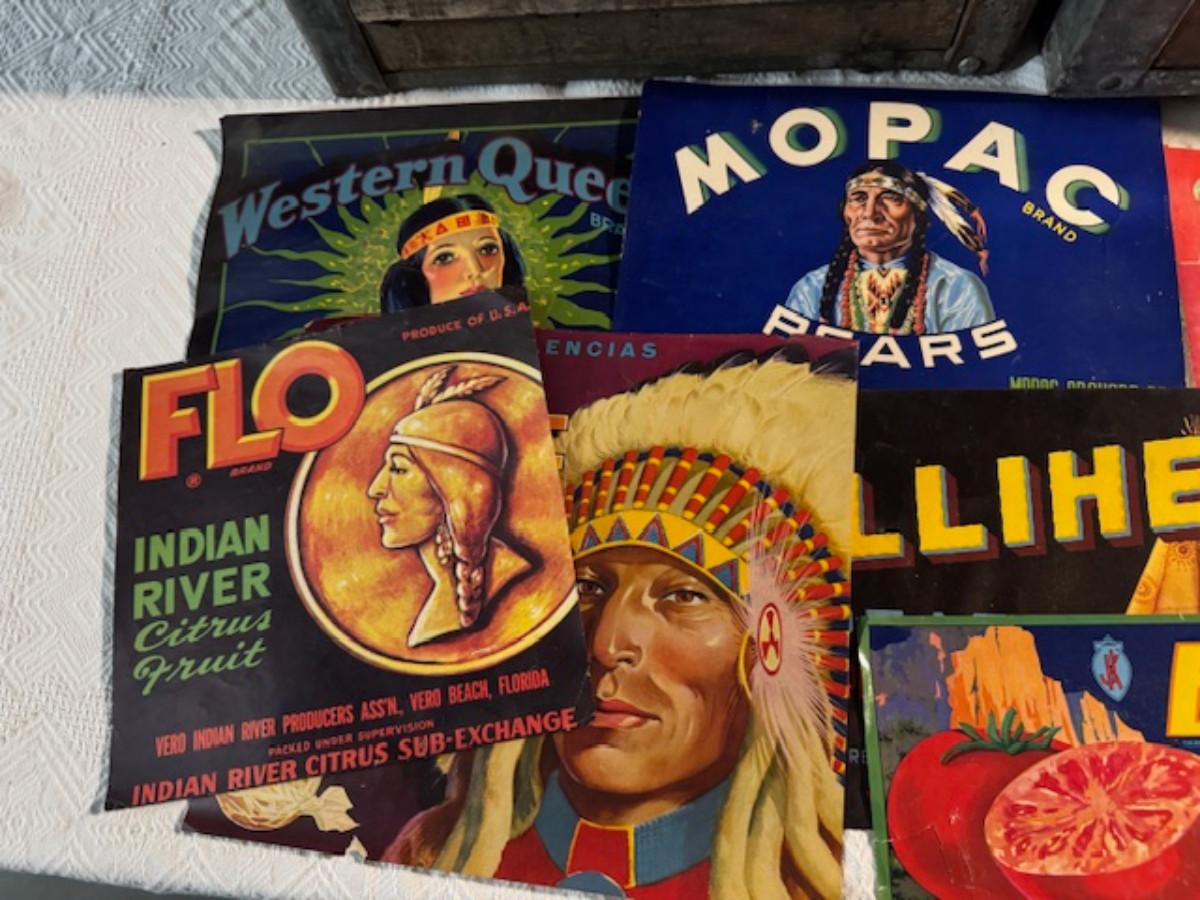 Western Quee
BRA
MOPAC
BRAND
PEARS
PRODUCE OF U.S.A.
FLO
®
BRAND
INDIAN
RIVER
Citrus
Fruit
VERO INDIAN RIVER PRODUCERS ASS'N., VERO BEACH, FLORIDA
PACKED UNDER SUPERVISION
INDIAN RIVER CITRUS SUB-EXCHANGE
ENCIAS
LLIHE